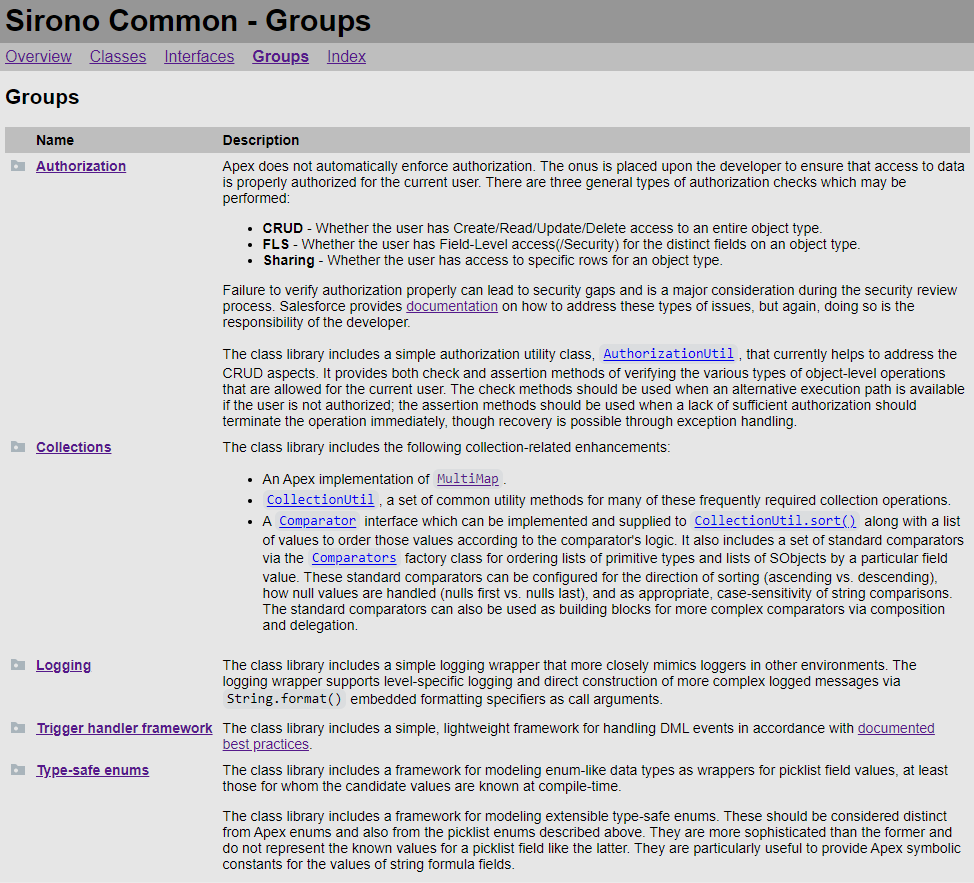 Sirono Common - Groups
Overview Classes Interfaces Groups Index
Groups
Name Description
Authorization Apex does not automatically enforce authorization. The onus is placed upon the developer to ensure that access to data
is properly authorized for the current user. There are three general types of authorization checks which may be
performed:
• CRUD - Whether the user has Create/Read/Update/Delete access to an entire object type.
• FLS - Whether the user has Field-Level access(/Security) for the distinct fields on an object type.
• Sharing - Whether the user has access to specific rows for an object type.
Failure to verify authorization properly can lead to security gaps and is a major consideration during the security review
process. Salesforce provides documentation on how to address these types of issues, but again, doing so is the
responsibility of the developer.
The class library includes a simple authorization utility class, AuthorizationUtil , that currently helps to address the
CRUD aspects. It provides both check and assertion methods of verifying the various types of object-level operations
that are allowed for the current user. The check methods should be used when an alternative execution path is available
if the user is not authorized; the assertion methods should be used when a lack of sufficient authorization should
terminate the operation immediately, though recovery is possible through exception handling.
Collections The class library includes the following collection-related enhancements:
• An Apex implementation of MultiMap .
• CollectionUtil , a set of common utility methods for many of these frequently required collection operations.
• A Comparator interface which can be implemented and supplied to CollectionUtil.sort() along with a list
of values to order those values according to the comparator's logic. It also includes a set of standard comparators
via the Comparators factory class for ordering lists of primitive types and lists of SObjects by a particular field
value. These standard comparators can be configured for the direction of sorting (ascending vs. descending),
how null values are handled (nulls first vs. nulls last), and as appropriate, case-sensitivity of string comparisons.
The standard comparators can also be used as building blocks for more complex comparators via composition
and delegation.
Logging The class library includes a simple logging wrapper that more closely mimics loggers in other environments. The
logging wrapper supports level-specific logging and direct construction of more complex logged messages via
String.format() embedded formatting specifiers as call arguments.
Trigger handler framework The class library includes a simple, lightweight framework for handling DML events in accordance with documented
best practices.
Type-safe enums The class library includes a framework for modeling enum-like data types as wrappers for picklist field values, at least
those for whom the candidate values are known at compile-time.
The class library includes a framework for modeling extensible type-safe enums. These should be considered distinct
from Apex enums and also from the picklist enums described above. They are more sophisticated than the former and
do not represent the known values for a picklist field like the latter. They are particularly useful to provide Apex symbolic
constants for the values of string formula fields.